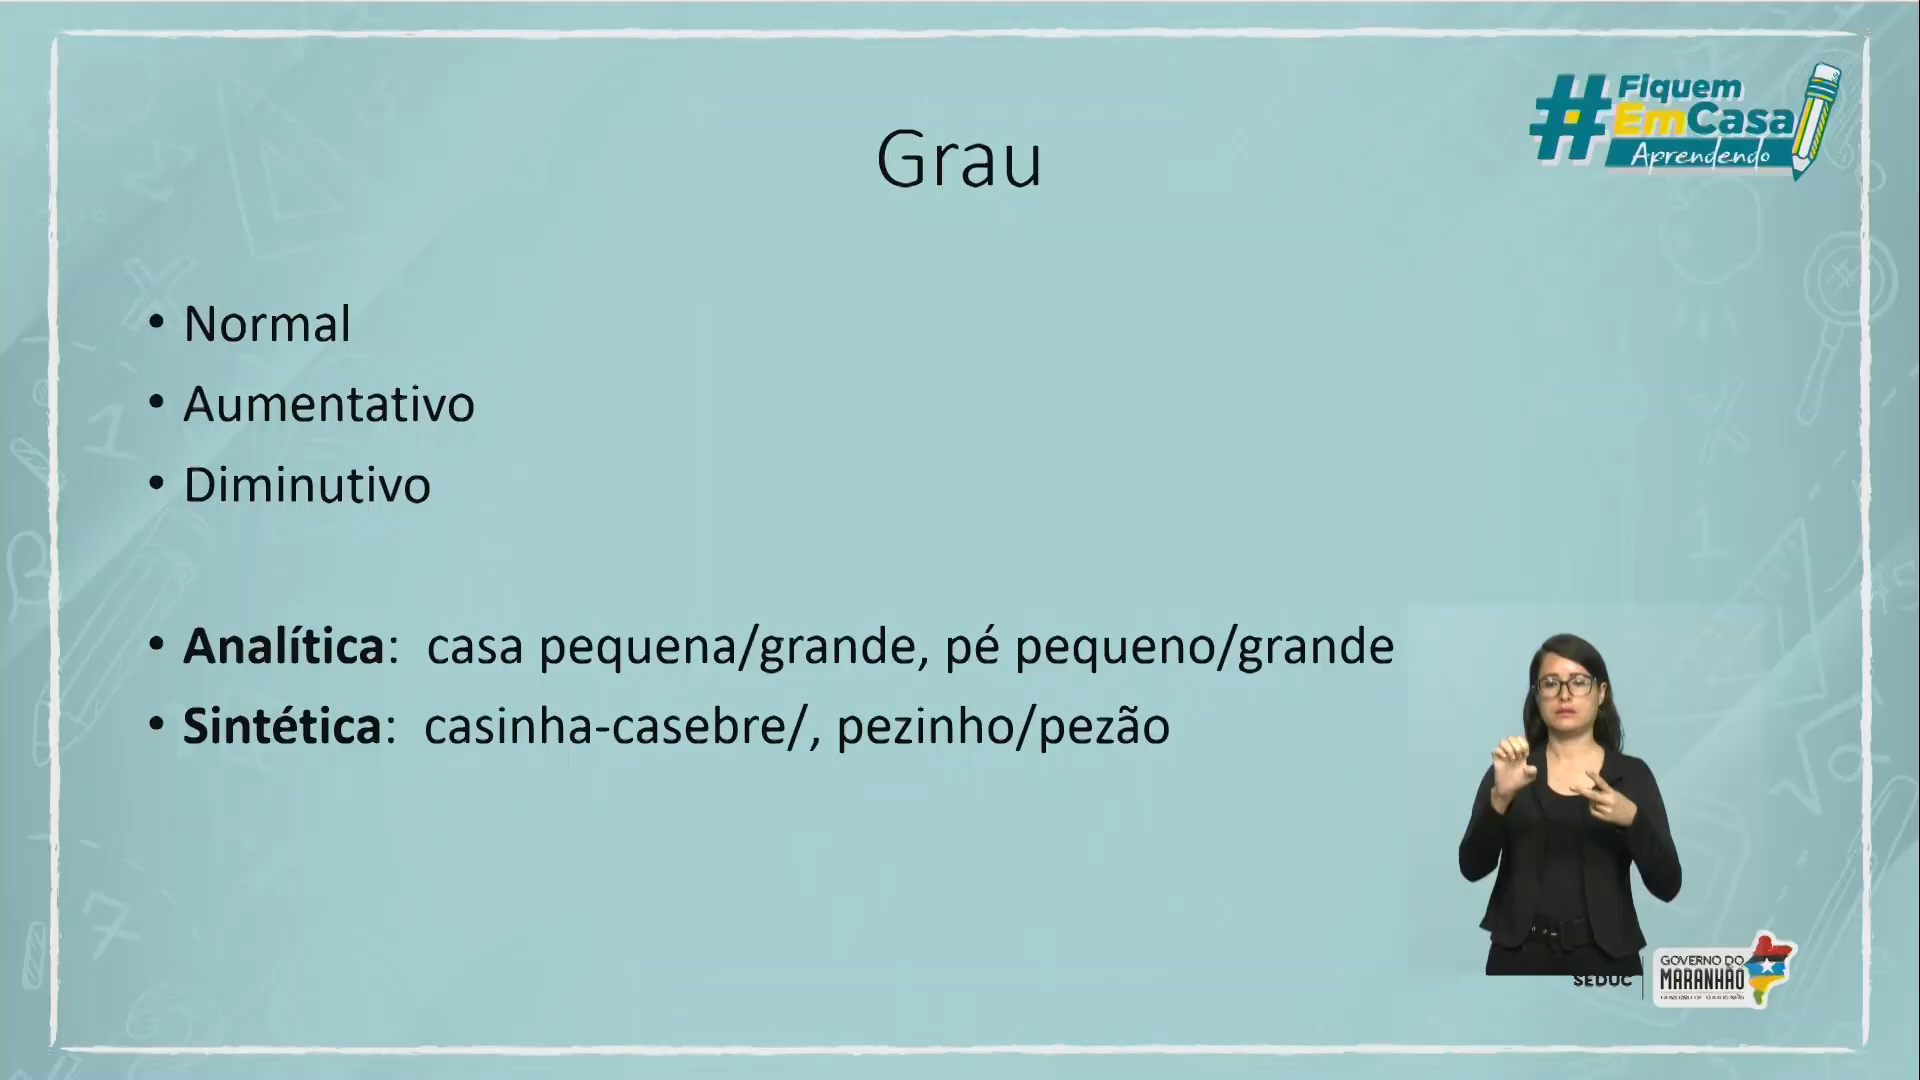 #Fiquem
EmCasa
Aprendendo
Grau
• Normal
• Aumentativo
• Diminutivo
• Analítica: casa pequena/grande, pé pequeno/grande
• Sintética: casinha-casebre/, pezinho/pezão
SEDUC
GOVERNO DO
MARANHÃO